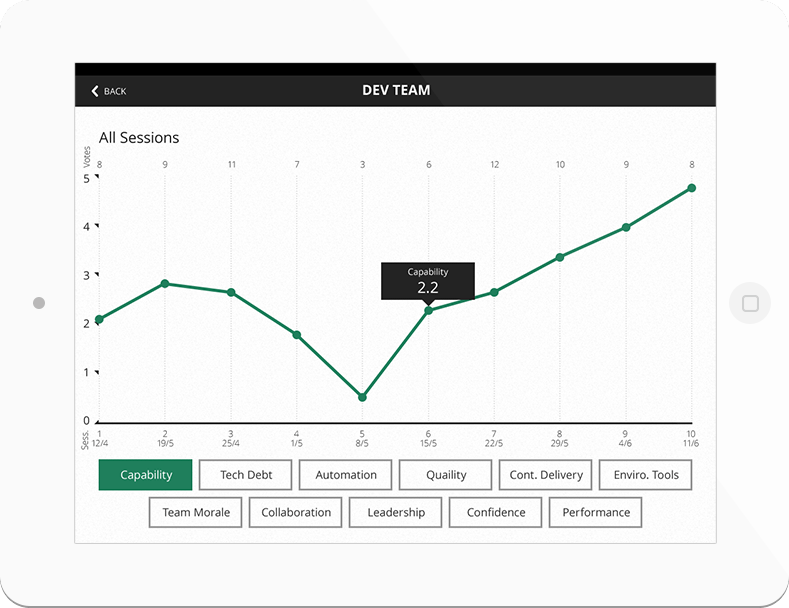 BACK
DEV TEAM
All Sessions
Votes
8 9 11 7 3 6 12 10 9 8
5
4
3
2
1
0
Capability
2.2
Sess.
1 2 3 4 5 6 7 8 9 10
12/4 19/5 25/4 1/5 8/5 15/5 22/5 29/5 4/6 11/6
Capability Tech Debt Automation Quaility Cont. Delivery Enviro. Tools
Team Morale Collaboration Leadership Confidence Performance